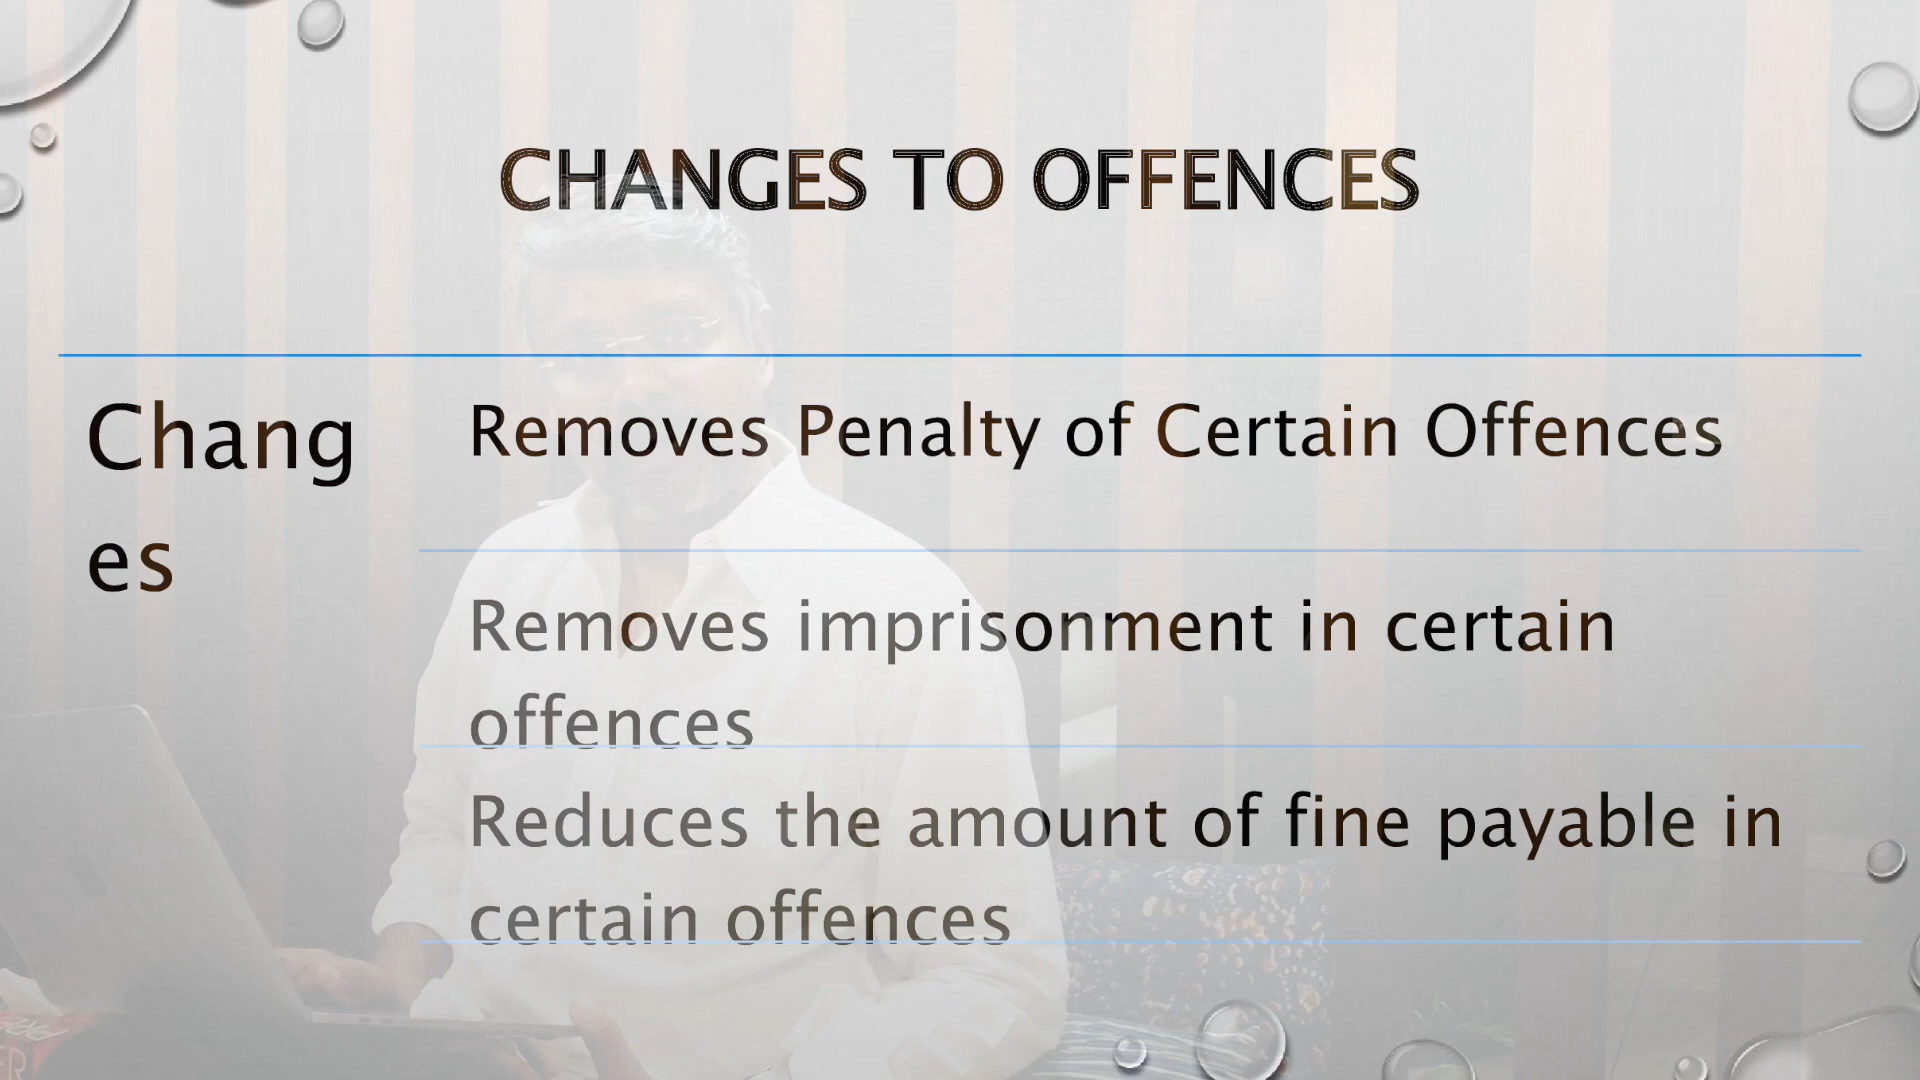 CHANGES TO OFFENCES
Chang
es
Removes Penalty of Certain Offences
Removes imprisonment in certain
offences
Reduces the amount of fine payable in
certain offences